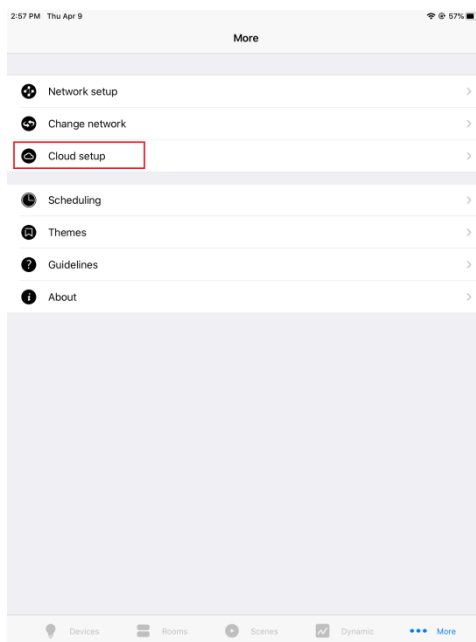 2:57 PM Thu Apr 9 57%
More
Network setup
Change network
Cloud setup
Scheduling
Themes
Guidelines
About
Devices Rooms Scenes Dynamic More